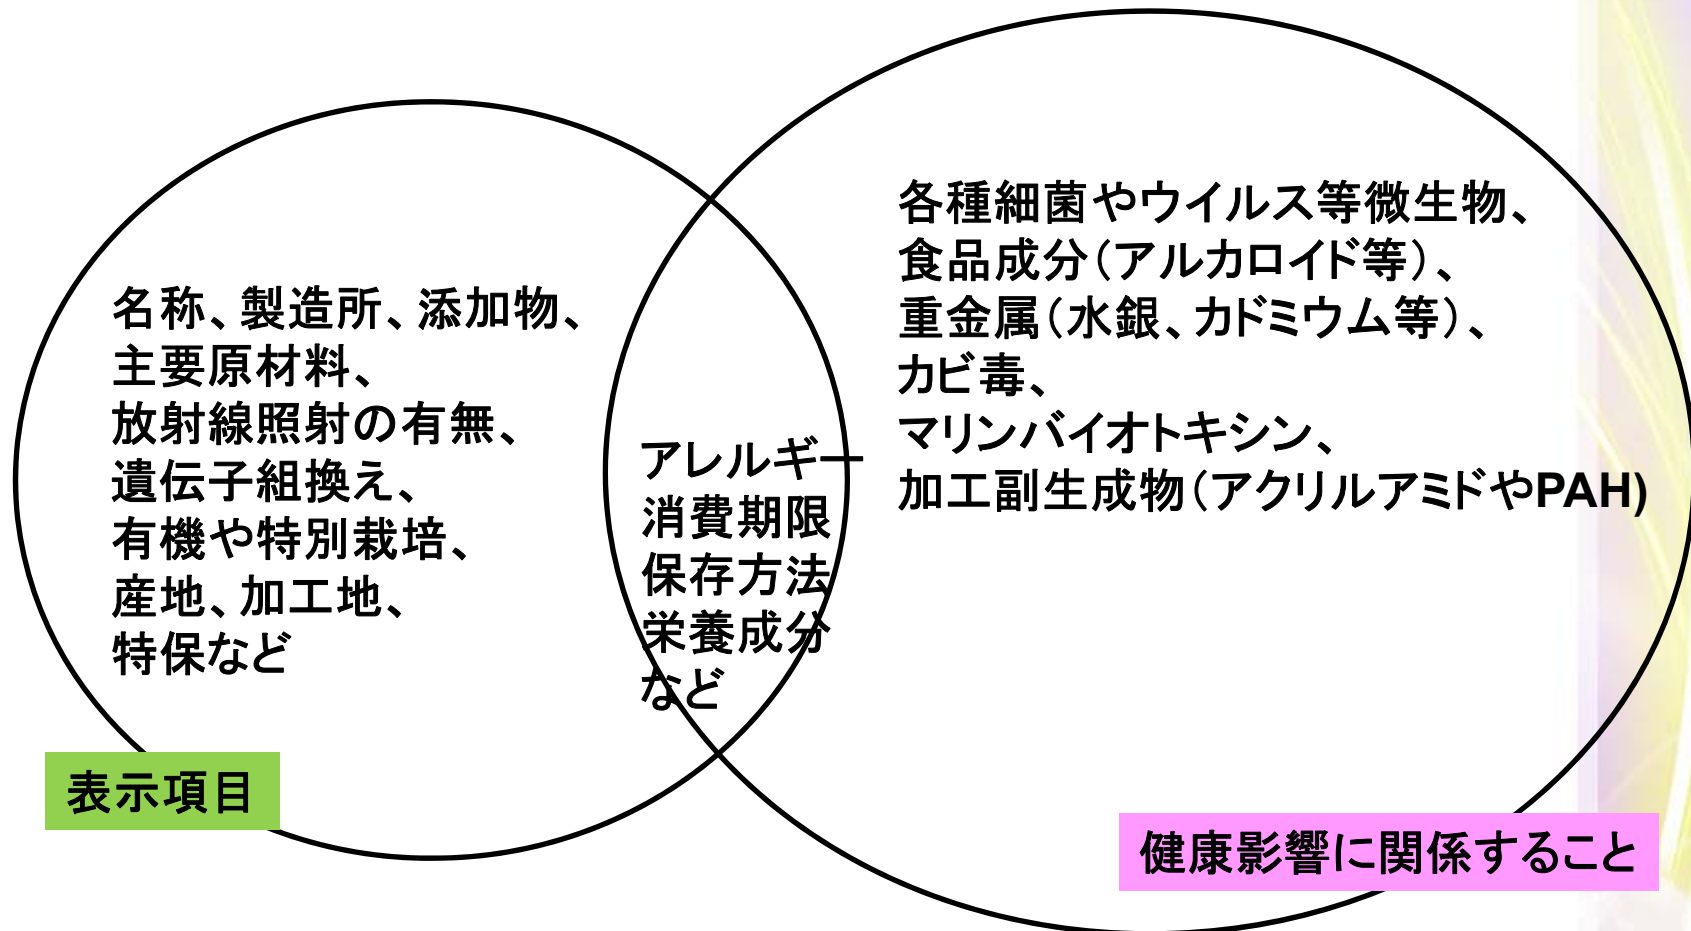 名称、製造所、添加物、
主要原材料、
放射線照射の有無、
遺伝子組換え、
有機や特別栽培、
産地、加工地、
特保など
表示項目
アレルギー
消費期限
保存方法
栄養成分
など
各種細菌やウイルス等微生物、
食品成分（アルカロイド等）、
重金属（水銀、カドミウム等）、
カビ毒、
マリンバイオトキシン、
加工副生成物（アクリルアミドやPAH)
健康影響に関係すること